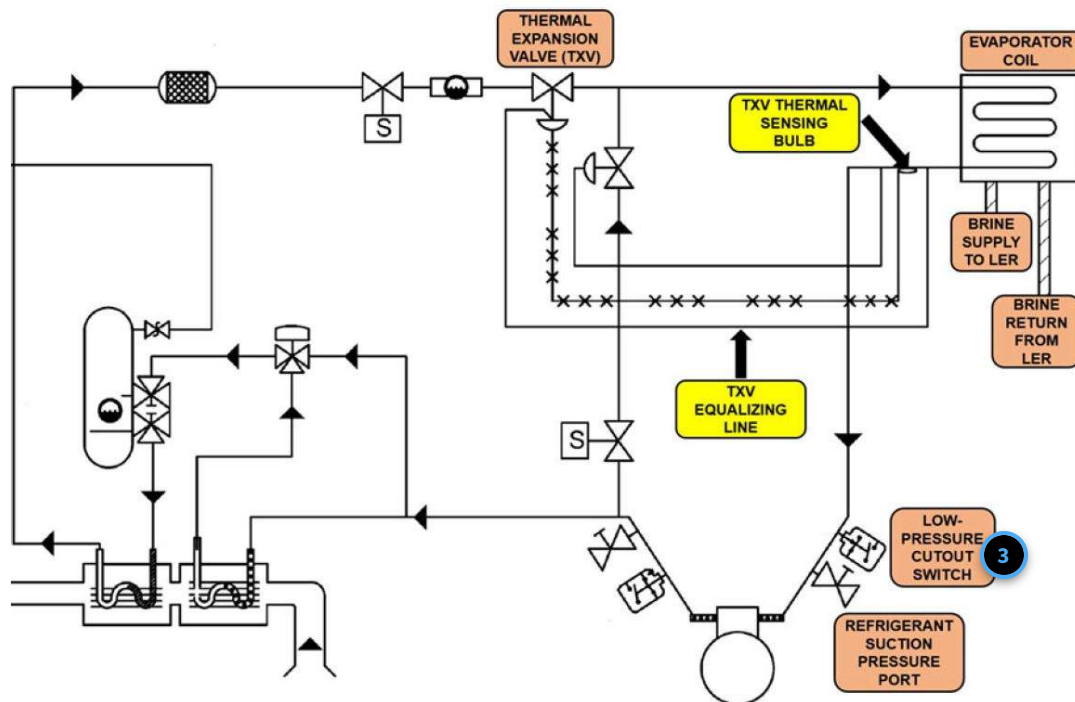 THERMAL
EXPANSION
VALVE (TXV)
EVAPORATOR
COIL
TXV THERMAL
SENSING
BULB
S
BRINE
SUPPLY
TO LER
BRINE
RETURN
FROM
LER
TXV
EQUALIZING
LINE
S
LOW-
PRESSURE
CUTOUT
SWITCH
3
REFRIGERANT
SUCTION
PRESSURE
PORT